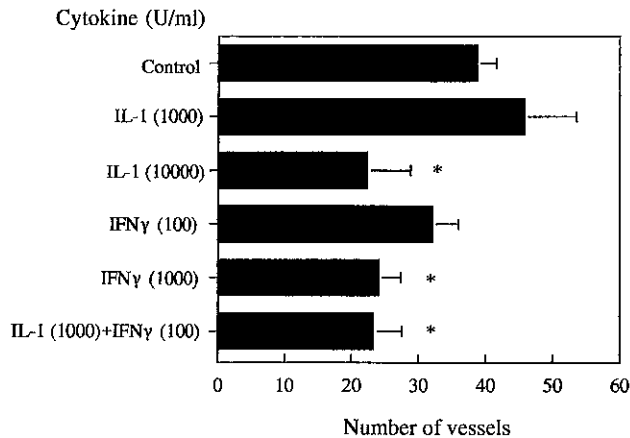 Cytokine (U/ml)
Control
IL-1 (1000)
IL-1 (10000)
*
IFNγ (100)
IFNγ (1000)
*
IL-1 (1000)+IFNγ (100)
*
0 10 20 30 40 50 60
Number of vessels